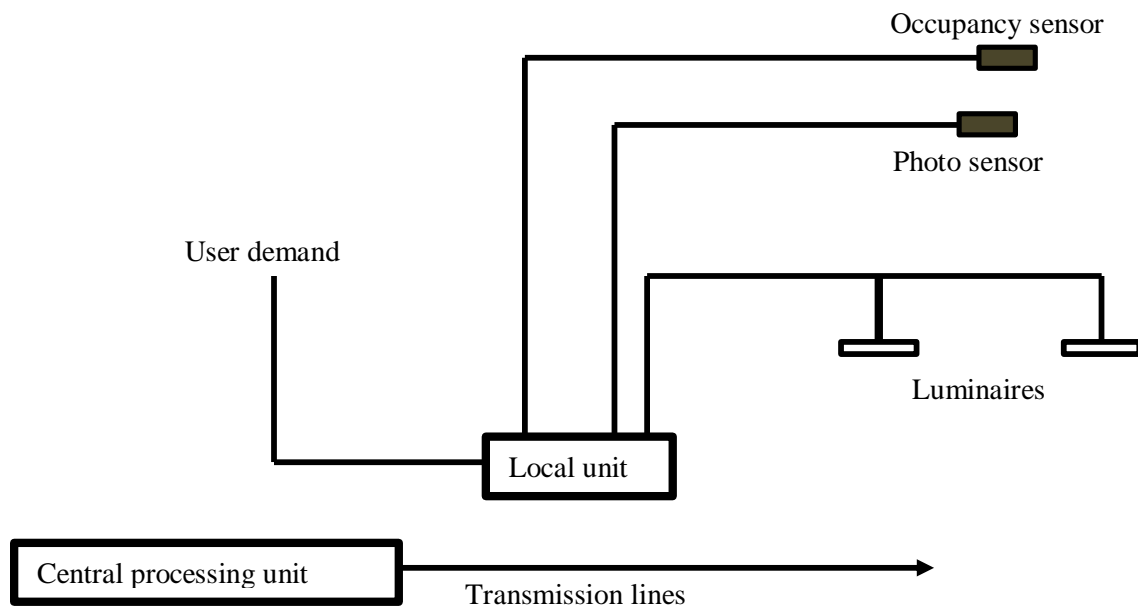 Occupancy sensor
Photo sensor
User demand
Luminaires
Local unit
Central processing unit
Transmission lines